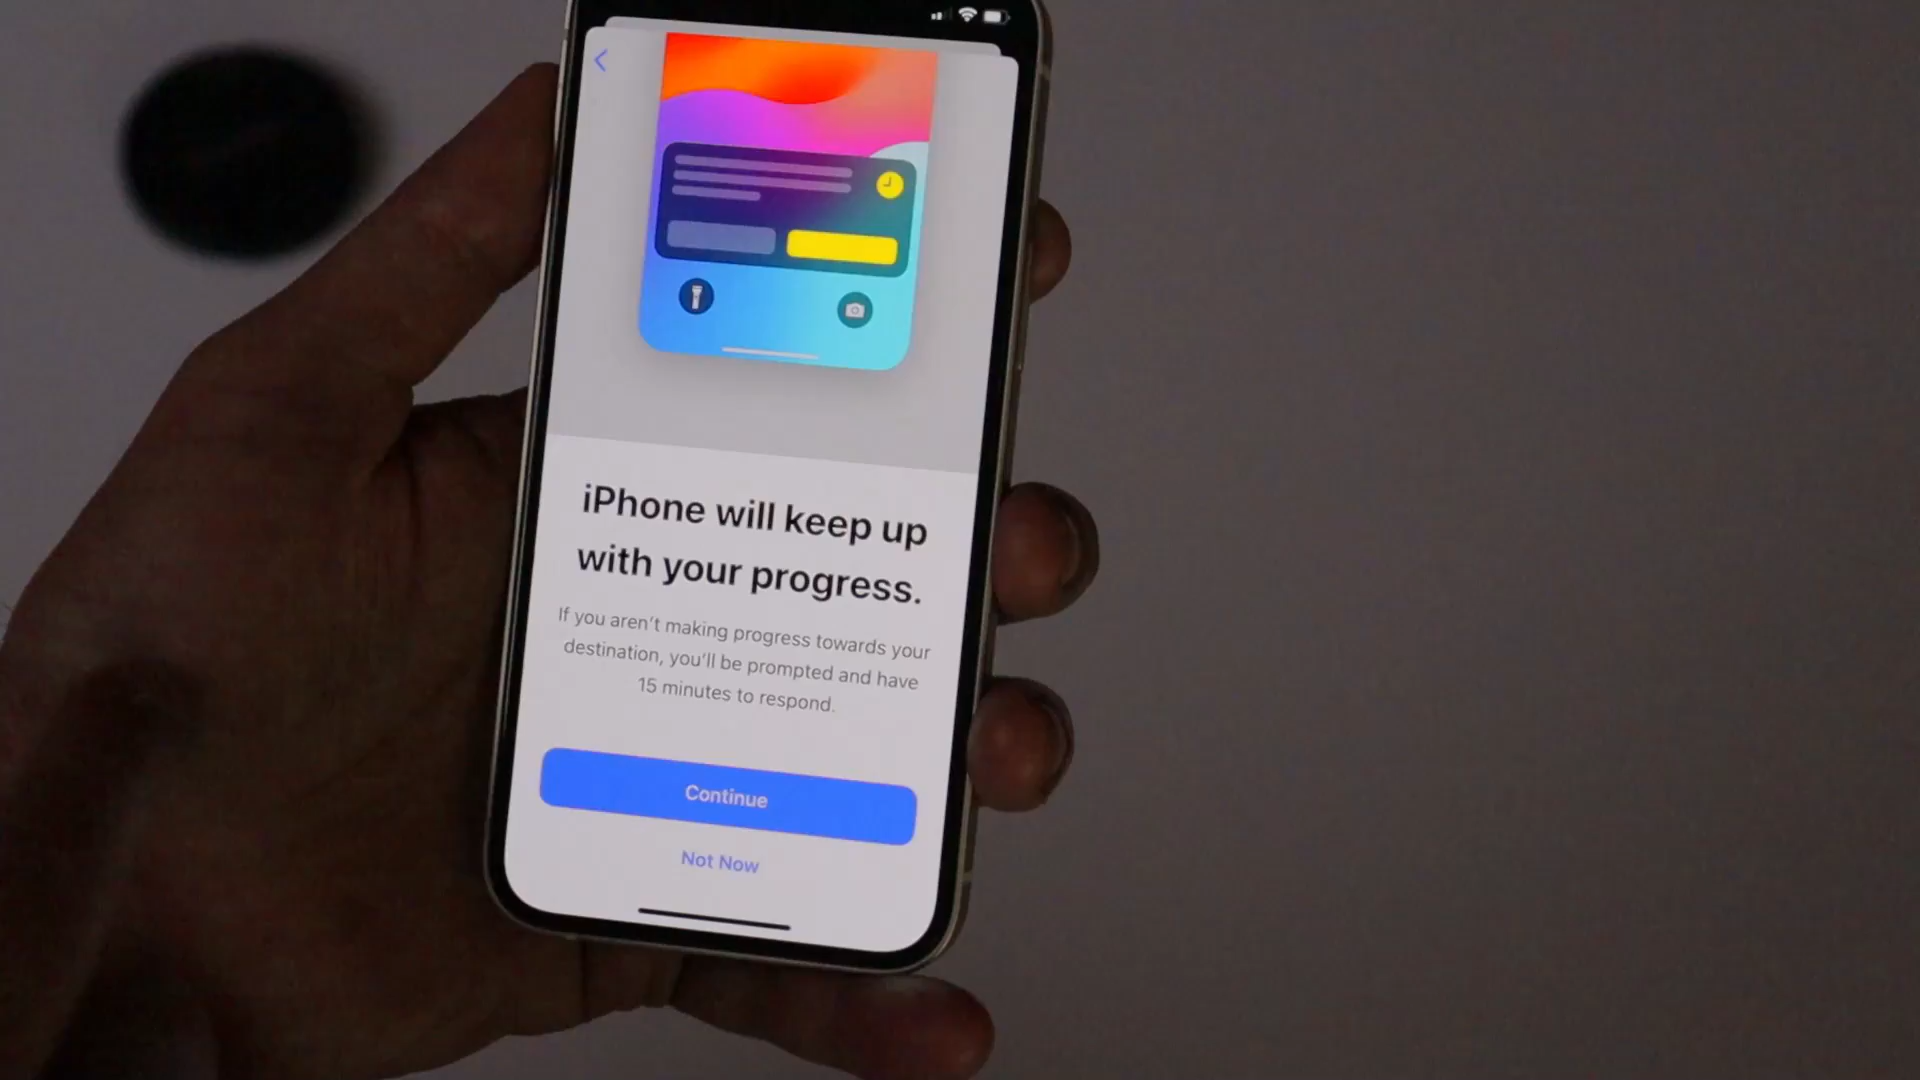 iPhone will keep up
with your progress.
If you aren't making progress towards your
destination, you'll be prompted and have
15 minutes to respond.
Continue
Not Now